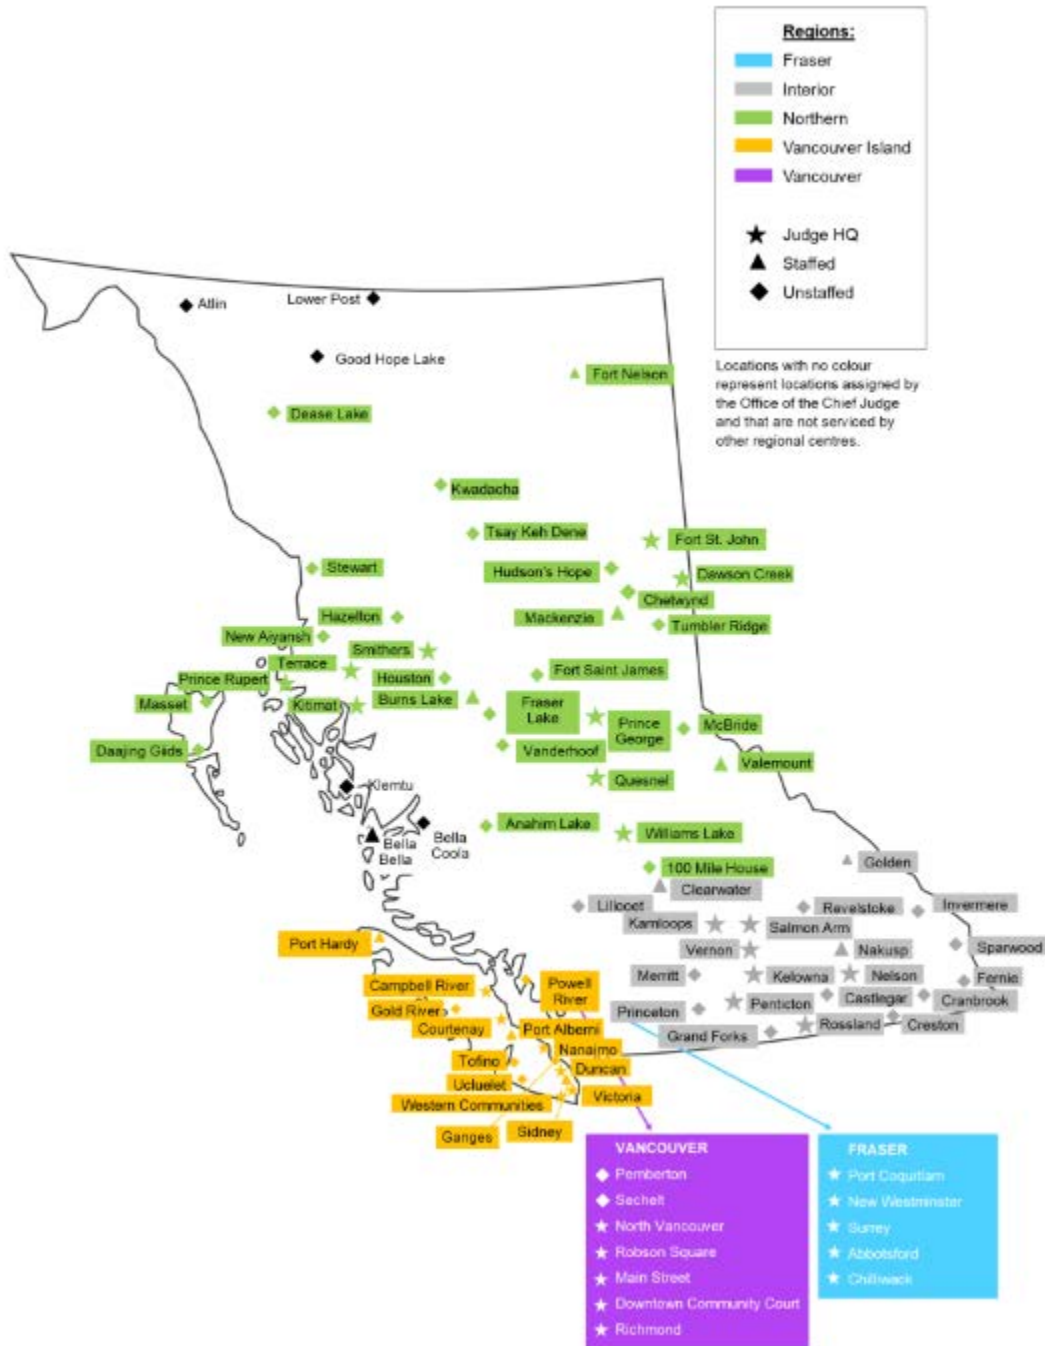 Regions:
Fraser
Interior
Northern
Vancouver Island
Vancouver
Judge HQ
Staffed
Unstaffed
Locations with no colour
represent locations assigned by
the Office of the Chief Judge
and that are not serviced by
other regional centres.
Atlin
Lower Post
Good Hope Lake
Fort Nelson
Dease Lake
Kwadacha
Tsay Keh Dene
Fort St. John
Stewart
Hudson's Hope
Dawson Creek
Chetwynd
Hazelton
Mackenzie
Tumbler Ridge
New Aiyansh
Smithers
Terrace
Houston
Fort Saint James
Prince Rupert
Masset
Kitimat
Burns Lake
Fraser
Lake
Prince
George
McBride
Daajing Giids
Vanderhoof
Valemount
Quesnel
Klemtu
Anahim Lake
Williams Lake
Bella
Bella
Bella
Coola
100 Mile House
Golden
Clearwater
Lillooet
Revelstoke
Invermere
Kamloops
Salmon Arm
Port Hardy
Vernon
Nakusp
Sparwood
Merritt
Kelowna
Nelson
Fernie
Campbell River
Powell
River
Castlegar
Cranbrook
Gold River
Princeton
Penticton
Courtenay
Port Alberni
Grand Forks
Rossland
Creston
Nanaimo
Tofino
Duncan
Ucluelet
Western Communities
Victoria
Ganges
Sidney
VANCOUVER
Pemberton
Sechelt
North Vancouver
Robson Square
Main Street
Downtown Community Court
Richmond
FRASER
Port Coquitlam
New Westminster
Surrey
Abbotsford
Chilliwack